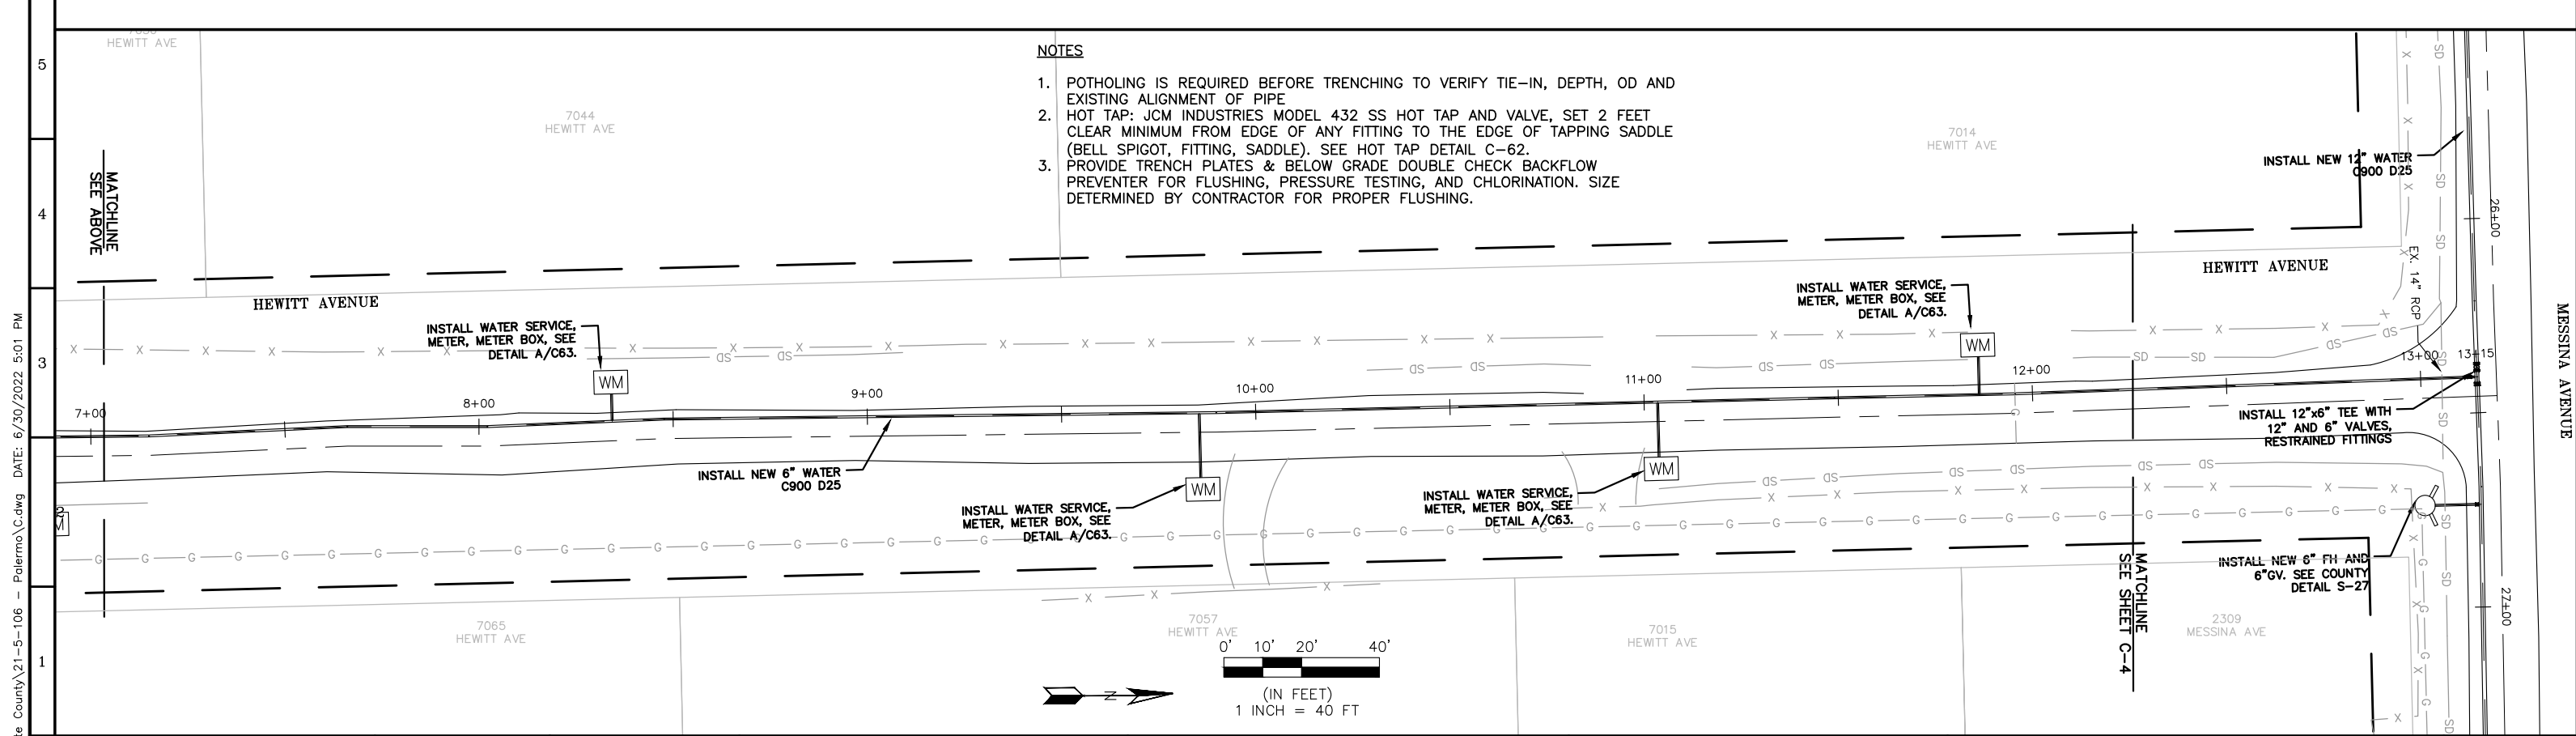 HEWITT AVE
NOTES
1. POTHOLING IS REQUIRED BEFORE TRENCHING TO VERIFY TIE-IN, DEPTH, OD AND
EXISTING ALIGNMENT OF PIPE
2. HOT TAP: JCM INDUSTRIES MODEL 432 SS HOT TAP AND VALVE, SET 2 FEET
CLEAR MINIMUM FROM EDGE OF ANY FITTING TO THE EDGE OF TAPPING SADDLE
(BELL SPIGOT, FITTING, SADDLE). SEE HOT TAP DETAIL C-62.
3. PROVIDE TRENCH PLATES & BELOW GRADE DOUBLE CHECK BACKFLOW
PREVENTER FOR FLUSHING, PRESSURE TESTING, AND CHLORINATION. SIZE
DETERMINED BY CONTRACTOR FOR PROPER FLUSHING.
5
4
3
1
7044
HEWITT AVE
7014
HEWITT AVE
INSTALL NEW 12" WATER
C900 D25
MATCHLINE
SEE ABOVE
26+00
EX. 14" RCP
HEWITT AVENUE
HEWITT AVENUE
MESSINA AVENUE
INSTALL WATER SERVICE,
METER, METER BOX, SEE
DETAIL A/C63.
WM
INSTALL WATER SERVICE,
METER, METER BOX, SEE
DETAIL A/C63.
WM
7+00
8+00
9+00
10+00
11+00
12+00
13+00
13+15
INSTALL 12"x6" TEE WITH
12" AND 6" VALVES,
RESTRAINED FITTINGS
INSTALL NEW 6" WATER
C900 D25
INSTALL WATER SERVICE,
METER, METER BOX, SEE
DETAIL A/C63.
WM
INSTALL WATER SERVICE,
METER, METER BOX, SEE
DETAIL A/C63.
WM
INSTALL NEW 6" FH AND
6"GV. SEE COUNTY
DETAIL S-27
MATCHLINE
SEE SHEET C-4
27+00
7065
HEWITT AVE
7057
HEWITT AVE
7015
HEWITT AVE
2309
MESSINA AVE
0' 10' 20' 40'
(IN FEET)
1 INCH = 40 FT
N
te County\21-5-106 - Palermo\C.dwg DATE: 6/30/2022 5:01 PM